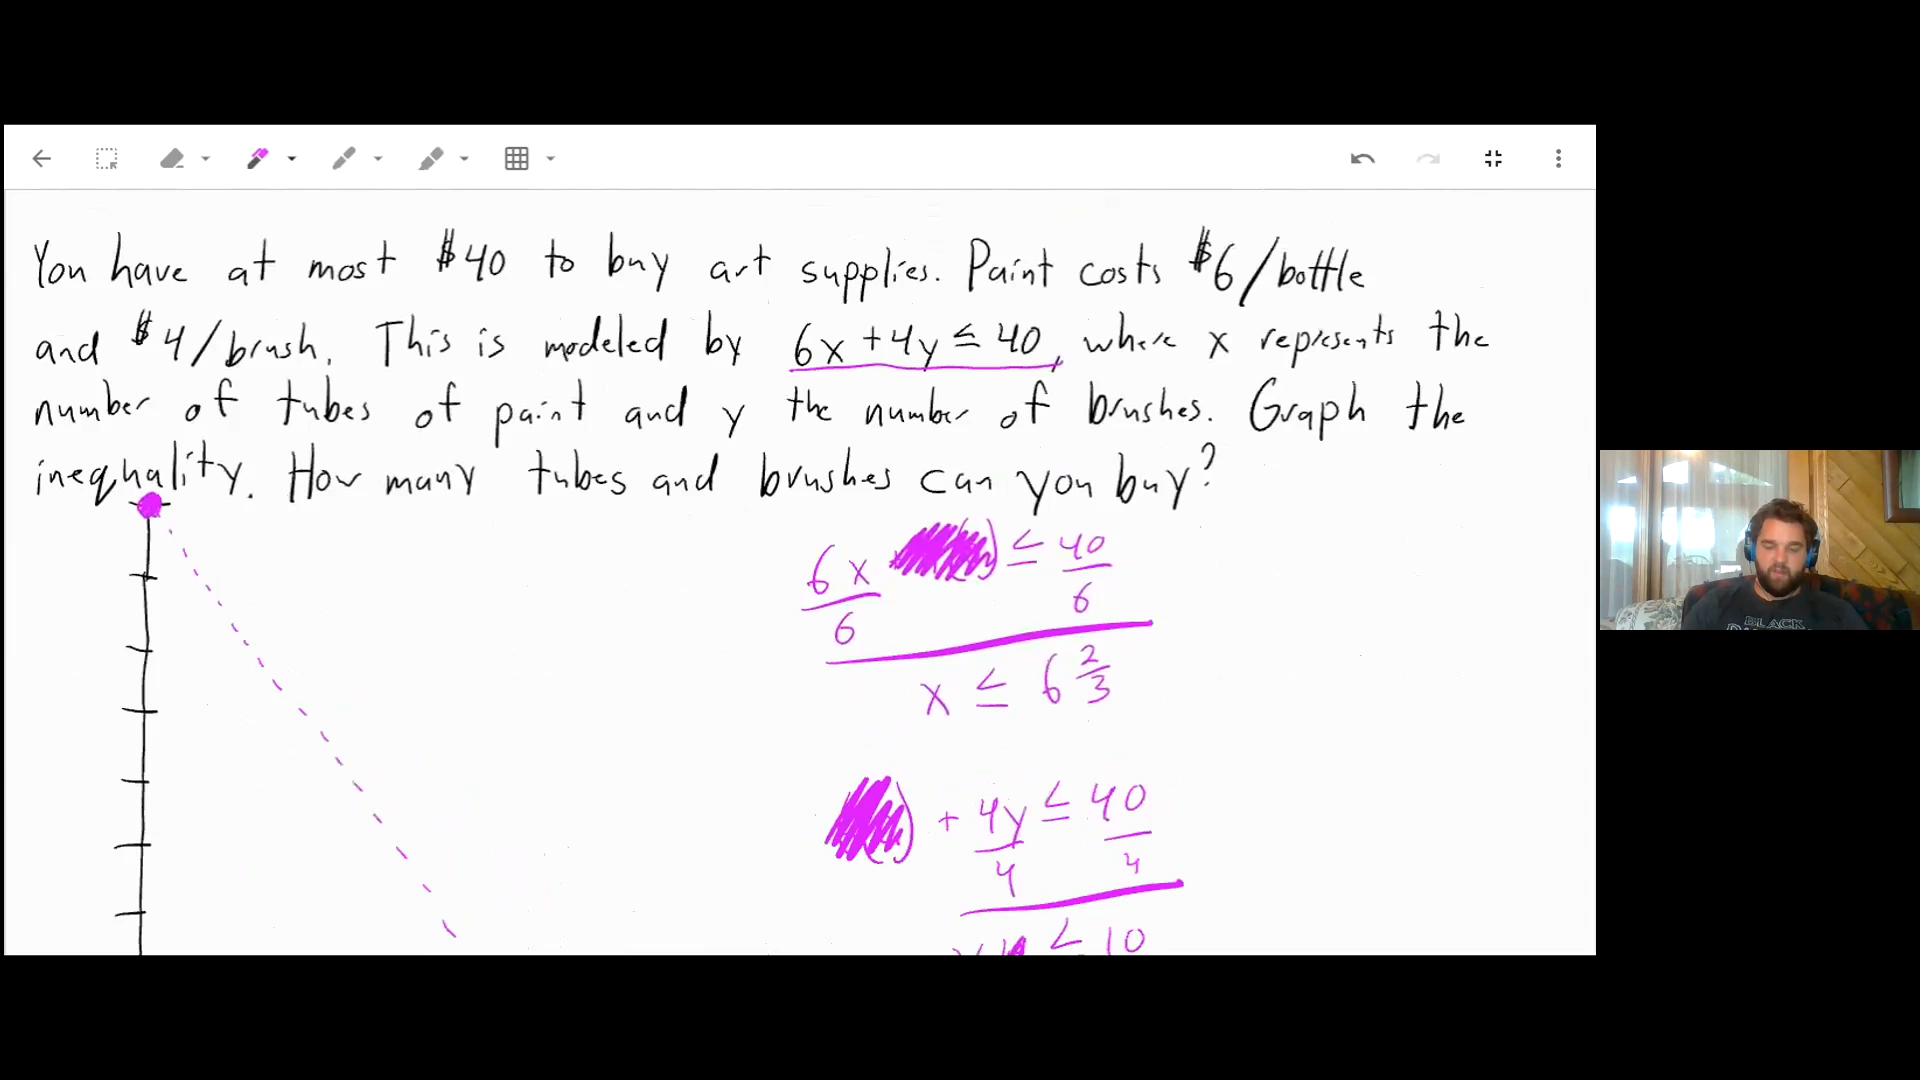 You have at most $40 to buy art supplies. Paint costs $6/bottle
and $4/brush. This is modeled by 6x + 4y ≤ 40, where x represents the
number of tubes of paint and y the number of brushes. Graph the
inequality. How many tubes and brushes can you buy?
6x ≤ 40
6 6
x ≤ 6 2/3
+ 4y ≤ 40
4 4
≤ 10
BLACK